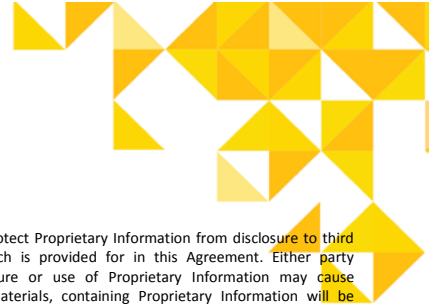 otect Proprietary Information from disclosure to third
ch is provided for in this Agreement. Either party
ure or use of Proprietary Information may cause
aterials, containing Proprietary Information will be